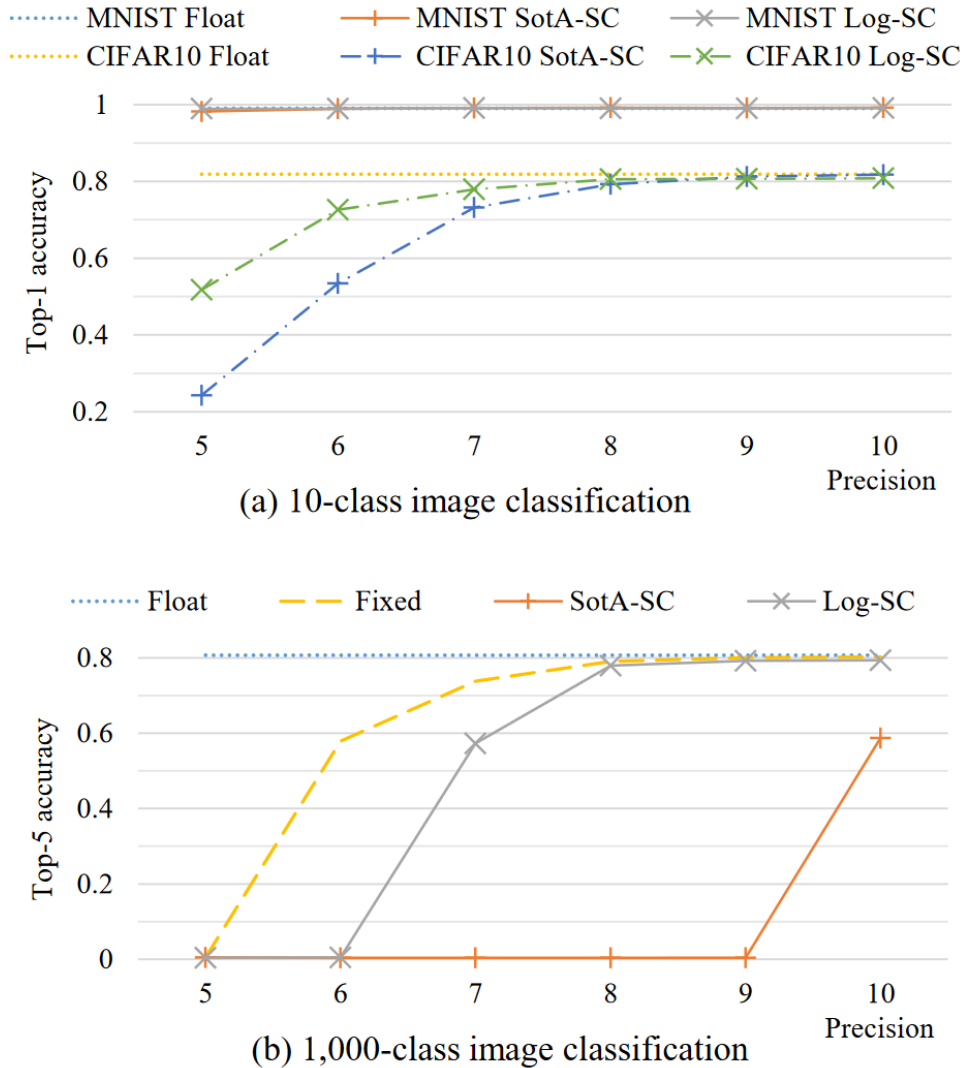 MNIST Float MNIST SotA-SC MNIST Log-SC
CIFAR10 Float CIFAR10 SotA-SC CIFAR10 Log-SC
1
0.8
0.6
0.4
0.2
Top-1 accuracy
5 6 7 8 9 10
Precision
(a) 10-class image classification
Float Fixed SotA-SC Log-SC
0.8
0.6
0.4
0.2
0
Top-5 accuracy
5 6 7 8 9 10
Precision
(b) 1,000-class image classification